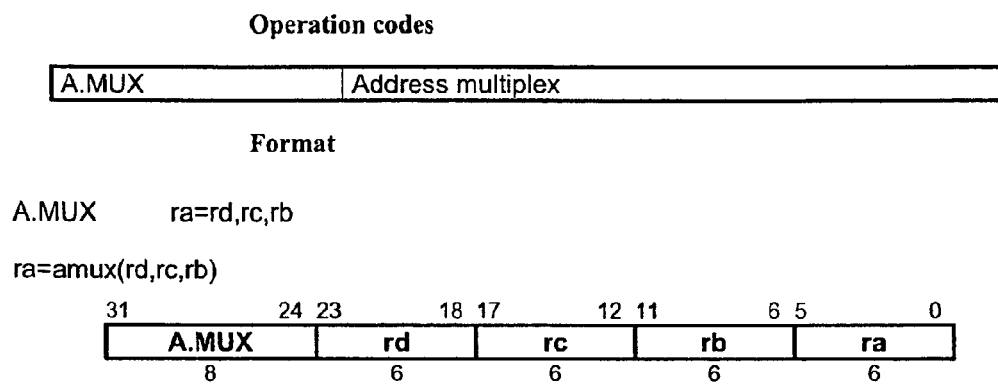 Operation codes
A.MUX Address multiplex
Format
A.MUX ra=rd,rc,rb
ra=amux(rd,rc,rb)
31 24 23 18 17 12 11 6 5 0
A.MUX rd rc rb ra
8 6 6 6 6